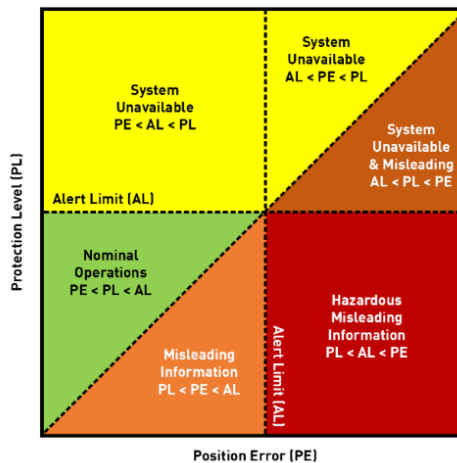 System
Unavailable
PE < AL < PL
System
Unavailable
AL < PE < PL
System
Unavailable
& Misleading
AL < PL < PE
Alert Limit (AL)
Nominal
Operations
PE < PL < AL
Misleading
Information
PL < PE < AL
Alert Limit (AL)
Hazardous
Misleading
Information
PL < AL < PE
Protection Level (PL)
Position Error (PE)